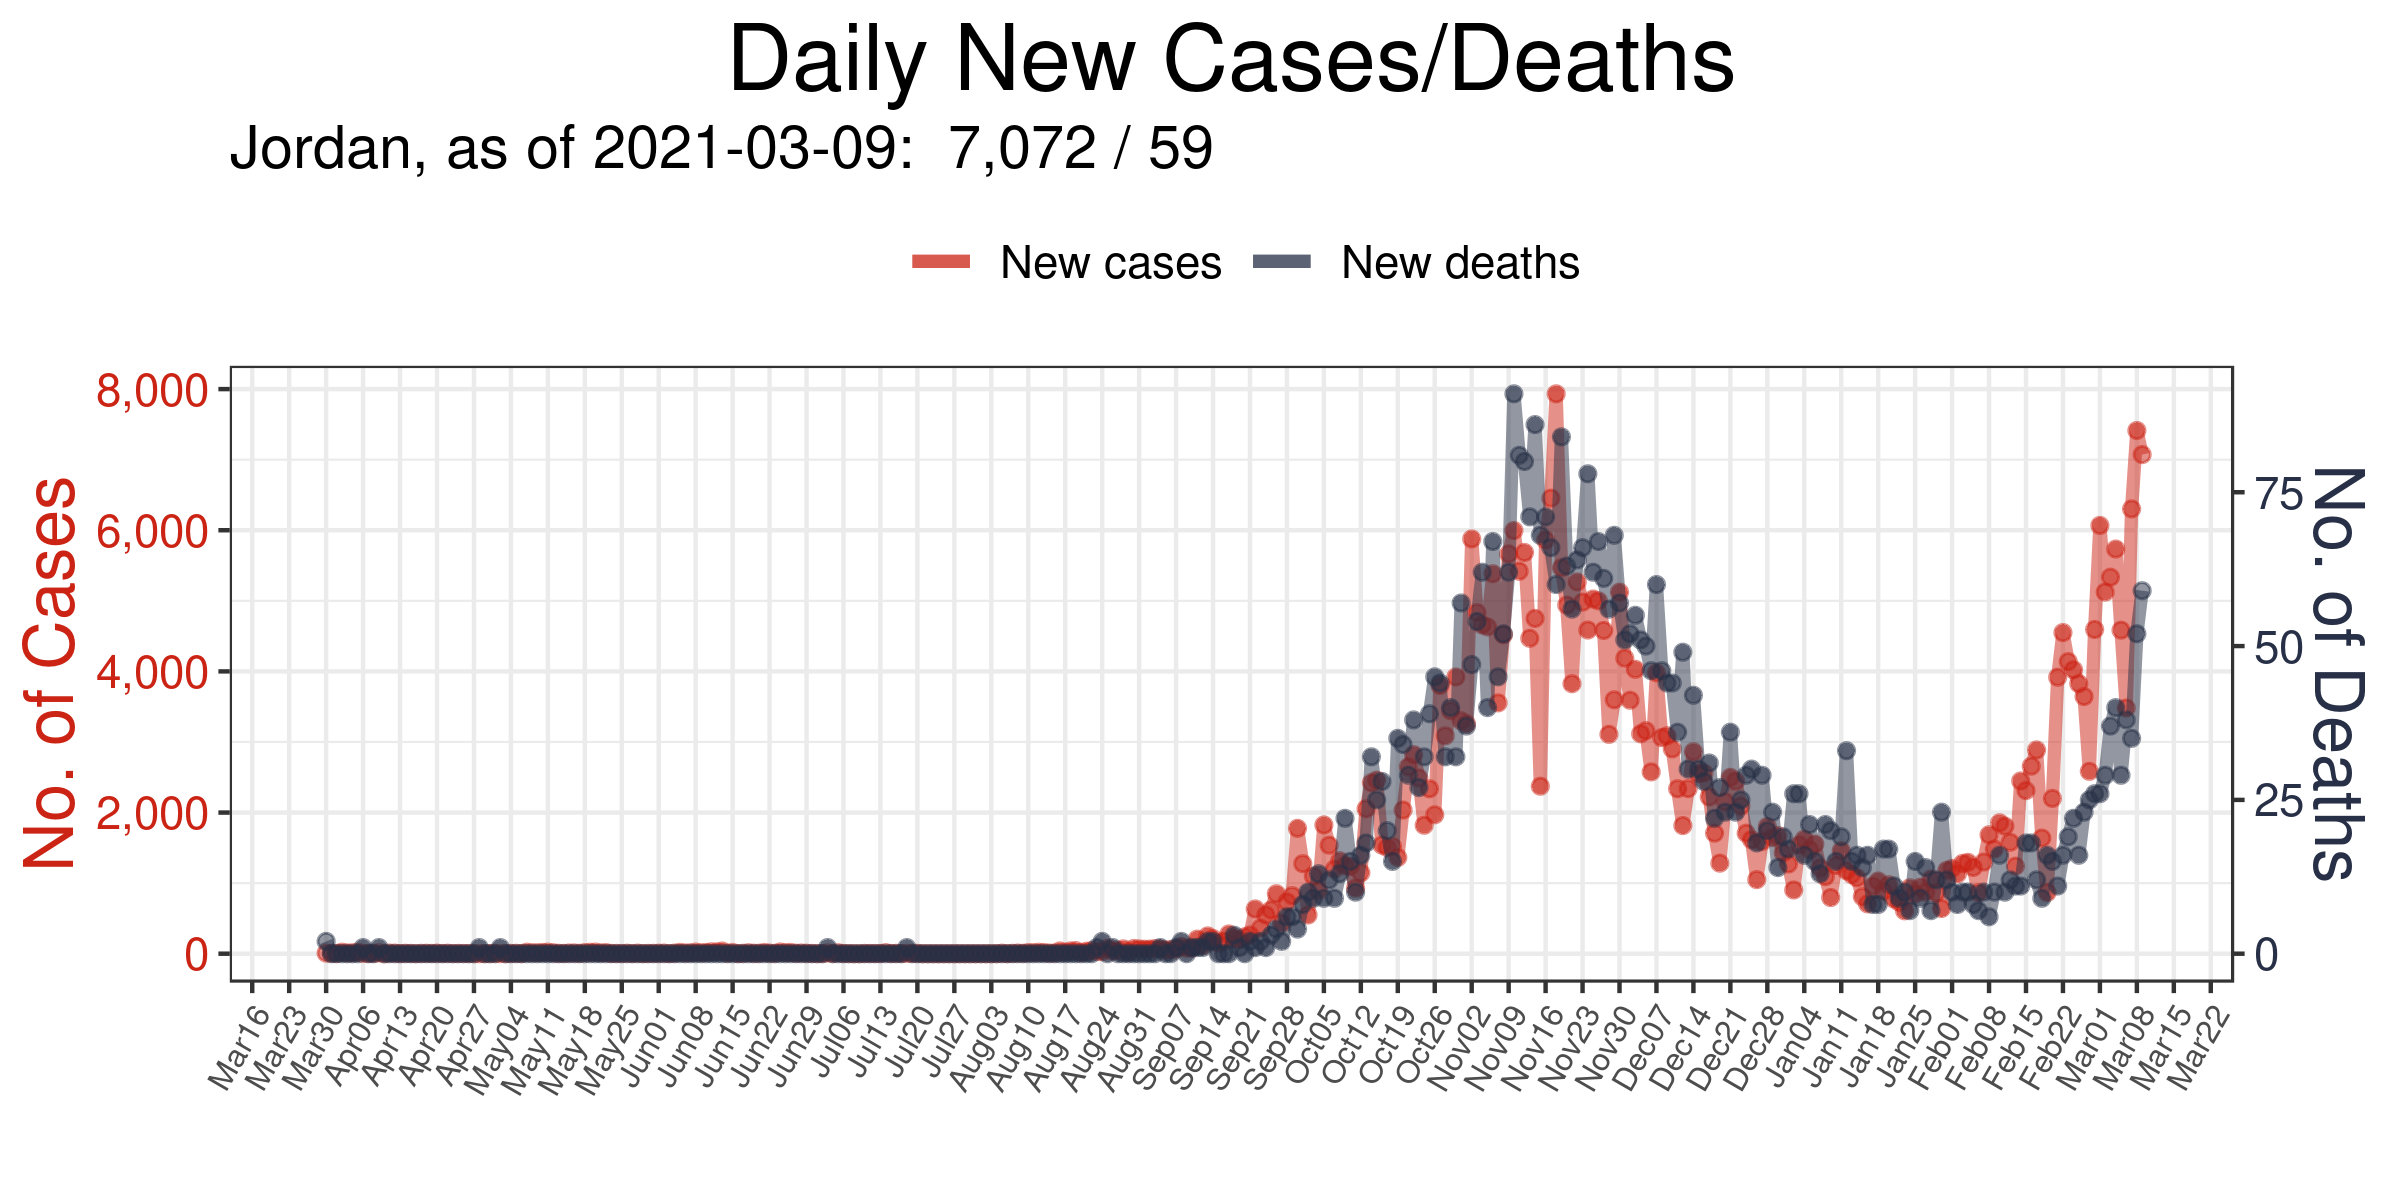 Daily New Cases/Deaths
Jordan, as of 2021-03-09:  7,072 / 59
New cases
New deaths
No. of Cases
8,000
6,000
4,000
2,000
0
75
50
25
0
No. of Deaths
Mar16
Mar23
Mar30
Apr06
Apr13
Apr20
Apr27
May04
May11
May18
May25
Jun01
Jun08
Jun15
Jun22
Jun29
Jul06
Jul13
Jul20
Jul27
Aug03
Aug10
Aug17
Aug24
Aug31
Sep07
Sep14
Sep21
Sep28
Oct05
Oct12
Oct19
Oct26
Nov02
Nov09
Nov16
Nov23
Nov30
Dec07
Dec14
Dec21
Dec28
Jan04
Jan11
Jan18
Jan25
Feb01
Feb08
Feb15
Feb22
Mar01
Mar08
Mar15
Mar22